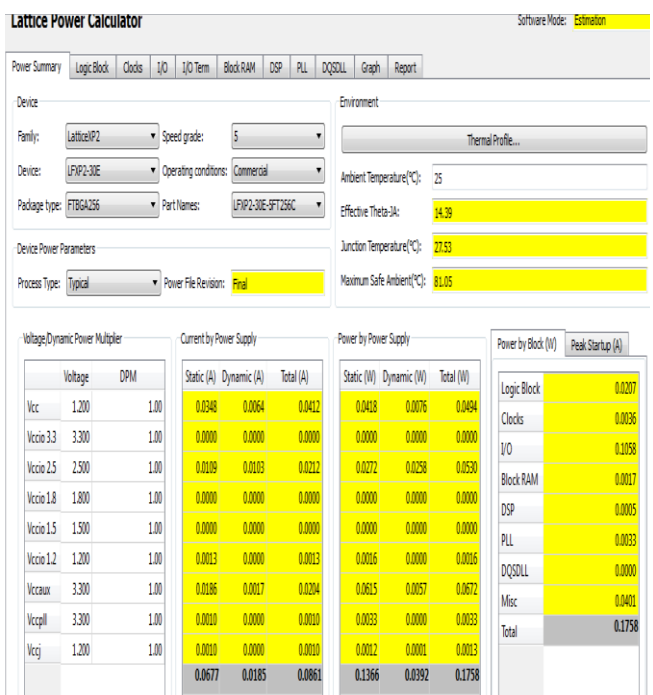 Lattice Power Calculator
Software Mode: Estimation
Power Summary Logic Block Clocks I/O I/O Term Block RAM DSP PLL DQSDLL Graph Report
Device
Family: LatticeXP2 Speed grade: 5
Device: LFXP2-30E Operating conditions: Commercial
Package type: FTBGA256 Part Names: LFXP2-30E-5FT256C
Environment
Thermal Profile...
Ambient Temperature(°C): 25
Effective Theta-JA: 14.39
Junction Temperature(°C): 27.53
Maximum Safe Ambient(°C): 81.05
Device Power Parameters
Process Type: Typical Power File Revision: Final
Voltage/Dynamic Power Multiplier
Voltage DPM
Vcc 1.200 1.00
Vccio 3.3 3.300 1.00
Vccio 2.5 2.500 1.00
Vccio 1.8 1.800 1.00
Vccio 1.5 1.500 1.00
Vccio 1.2 1.200 1.00
Vccaux 3.300 1.00
Vccpll 3.300 1.00
Vccj 1.200 1.00
Current by Power Supply
Static (A) Dynamic (A) Total (A)
0.0348 0.0064 0.0412
0.0000 0.0000 0.0000
0.0109 0.0103 0.0212
0.0000 0.0000 0.0000
0.0000 0.0000 0.0000
0.0013 0.0000 0.0013
0.0186 0.0017 0.0204
0.0010 0.0000 0.0010
0.0010 0.0000 0.0010
0.0677 0.0185 0.0861
Power by Power Supply
Static (W) Dynamic (W) Total (W)
0.0418 0.0076 0.0494
0.0000 0.0000 0.0000
0.0272 0.0258 0.0530
0.0000 0.0000 0.0000
0.0000 0.0000 0.0000
0.0016 0.0000 0.0016
0.0615 0.0057 0.0672
0.0033 0.0000 0.0033
0.0012 0.0001 0.0013
0.1366 0.0392 0.1758
Power by Block (W) Peak Startup (A)
Logic Block 0.0207
Clocks 0.0036
I/O 0.1058
Block RAM 0.0017
DSP 0.0005
PLL 0.0033
DQSDLL 0.0000
Misc 0.0401
Total 0.1758